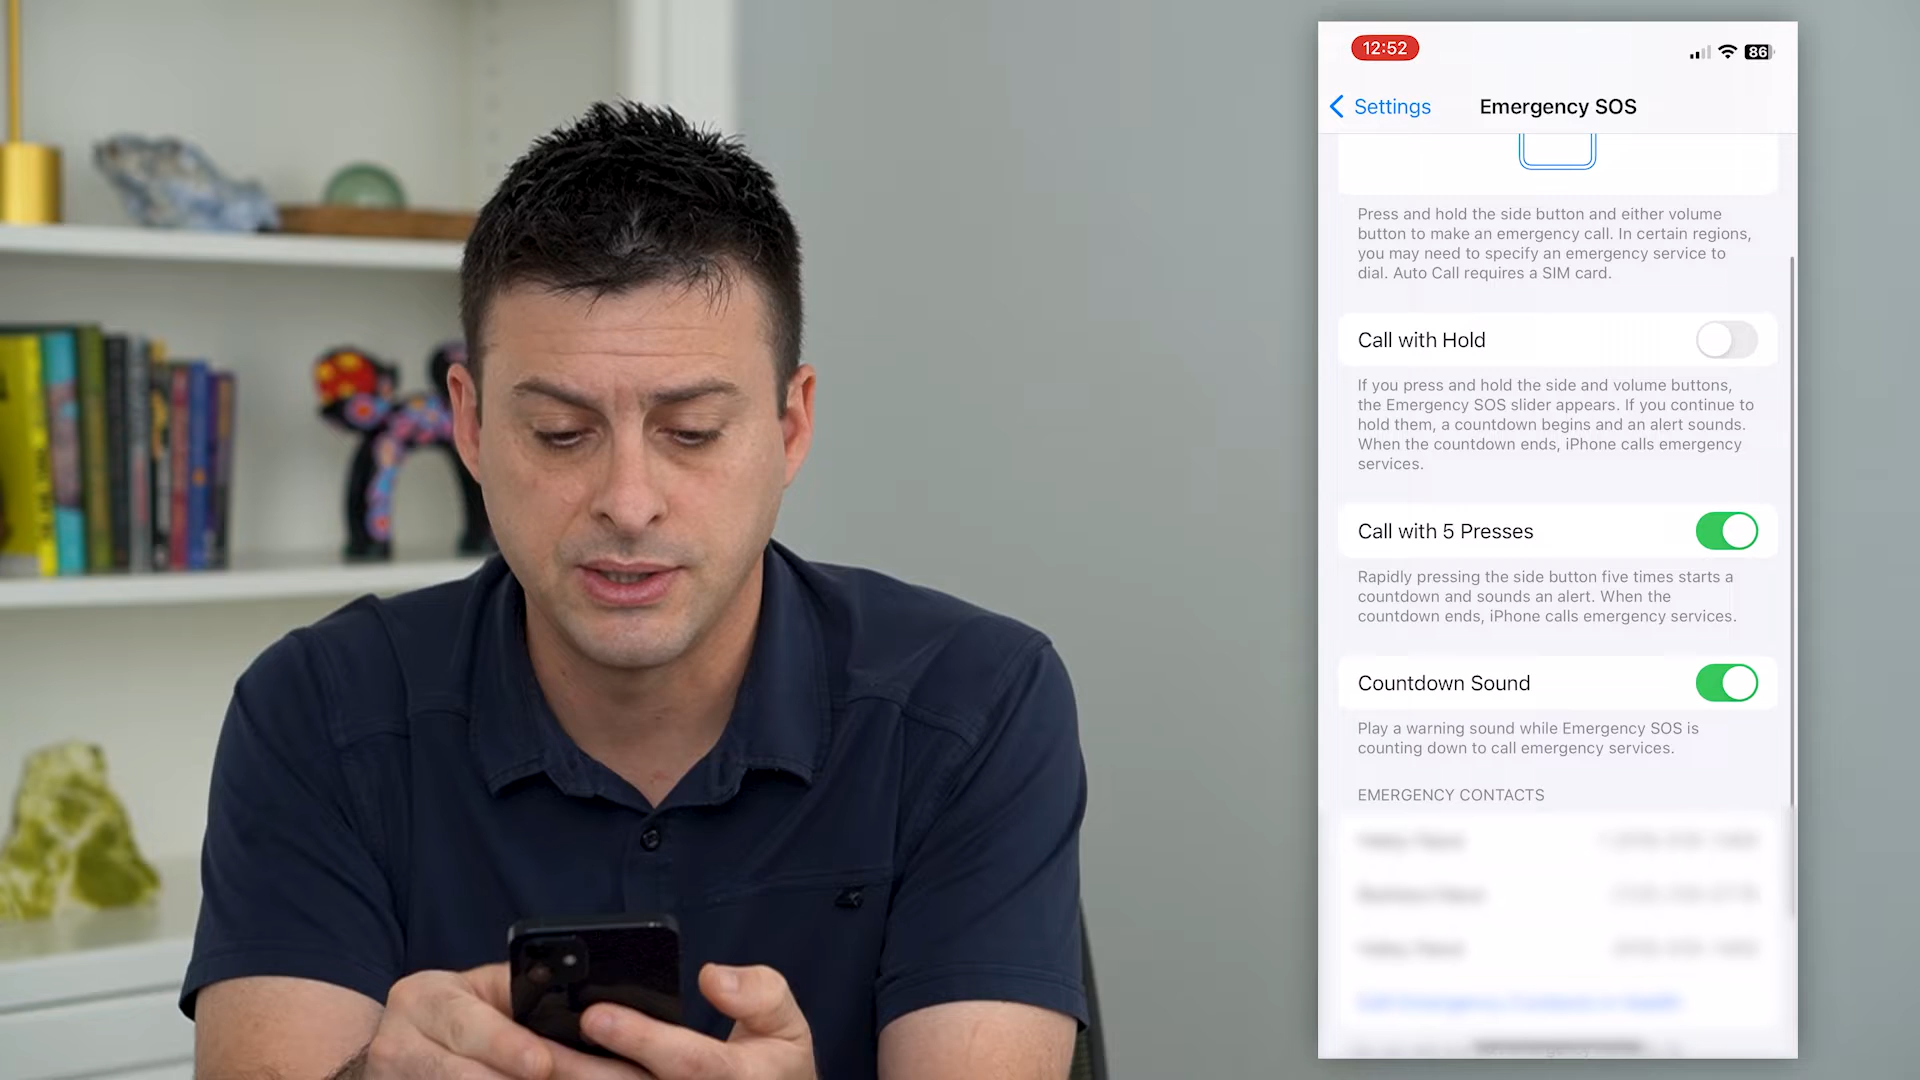 12:52
86
Settings
Emergency SOS
Press and hold the side button and either volume
button to make an emergency call. In certain regions,
you may need to specify an emergency service to
dial. Auto Call requires a SIM card.
Call with Hold
If you press and hold the side and volume buttons,
the Emergency SOS slider appears. If you continue to
hold them, a countdown begins and an alert sounds.
When the countdown ends, iPhone calls emergency
services.
Call with 5 Presses
Rapidly pressing the side button five times starts a
countdown and sounds an alert. When the
countdown ends, iPhone calls emergency services.
Countdown Sound
Play a warning sound while Emergency SOS is
counting down to call emergency services.
EMERGENCY CONTACTS